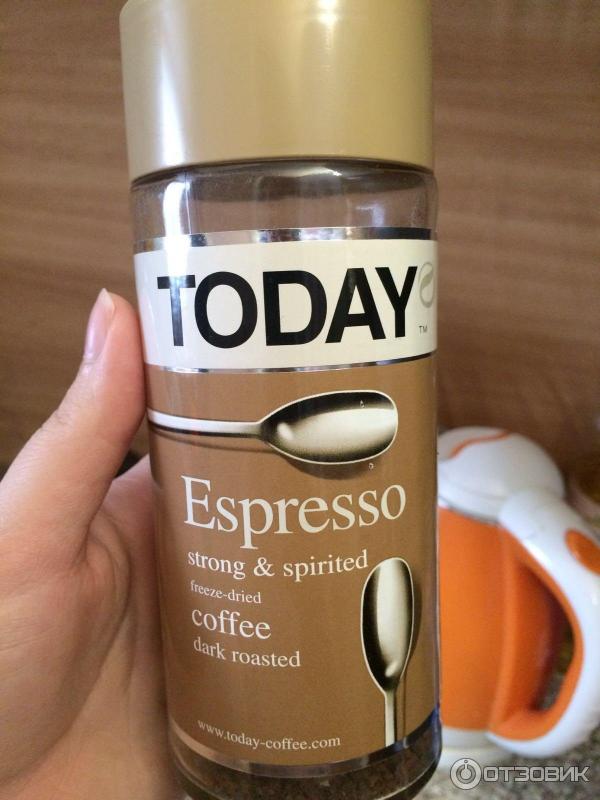 TODAY
TM
Espresso
strong & spirited
freeze-dried
coffee
dark roasted
www.today-coffee.com
ОТЗОВИК